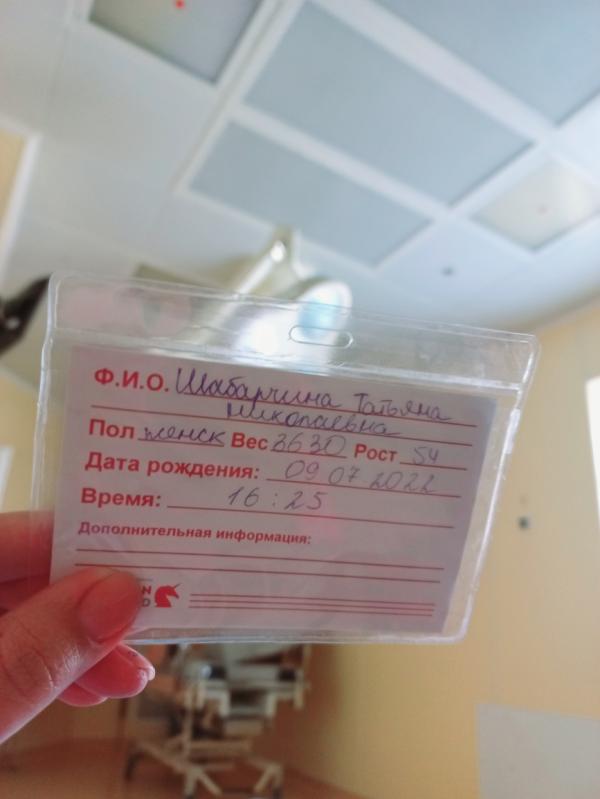 Ф.И.О. Шабарчина Татьяна
Николаевна
Пол женск Вес 3630 Рост 54
Дата рождения: 09 07 2022
Время: 16:25
Дополнительная информация: